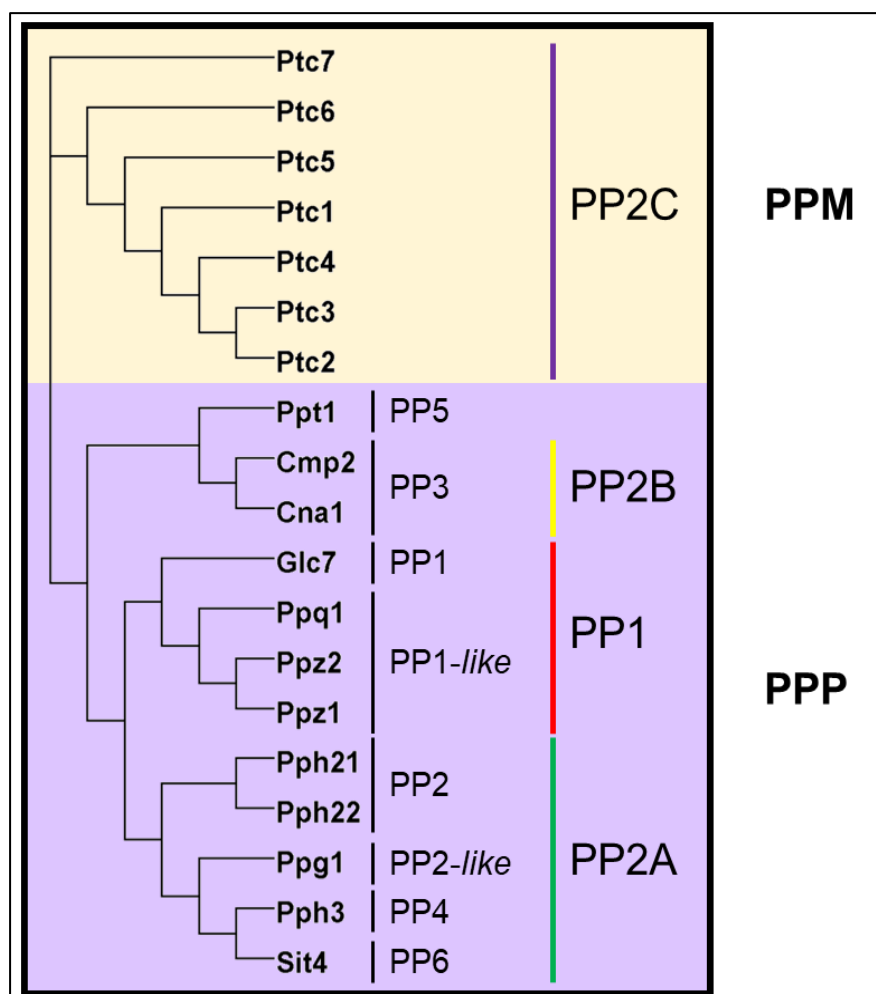 Ptc7
Ptc6
Ptc5
Ptc1
Ptc4
Ptc3
Ptc2
PP2C
PPM
Ppt1
PP5
Cmp2
Cna1
PP3
PP2B
Glc7
PP1
Ppq1
Ppz2
Ppz1
PP1-like
PP1
PPP
Pph21
Pph22
PP2
Ppg1
PP2-like
PP2A
Pph3
PP4
Sit4
PP6